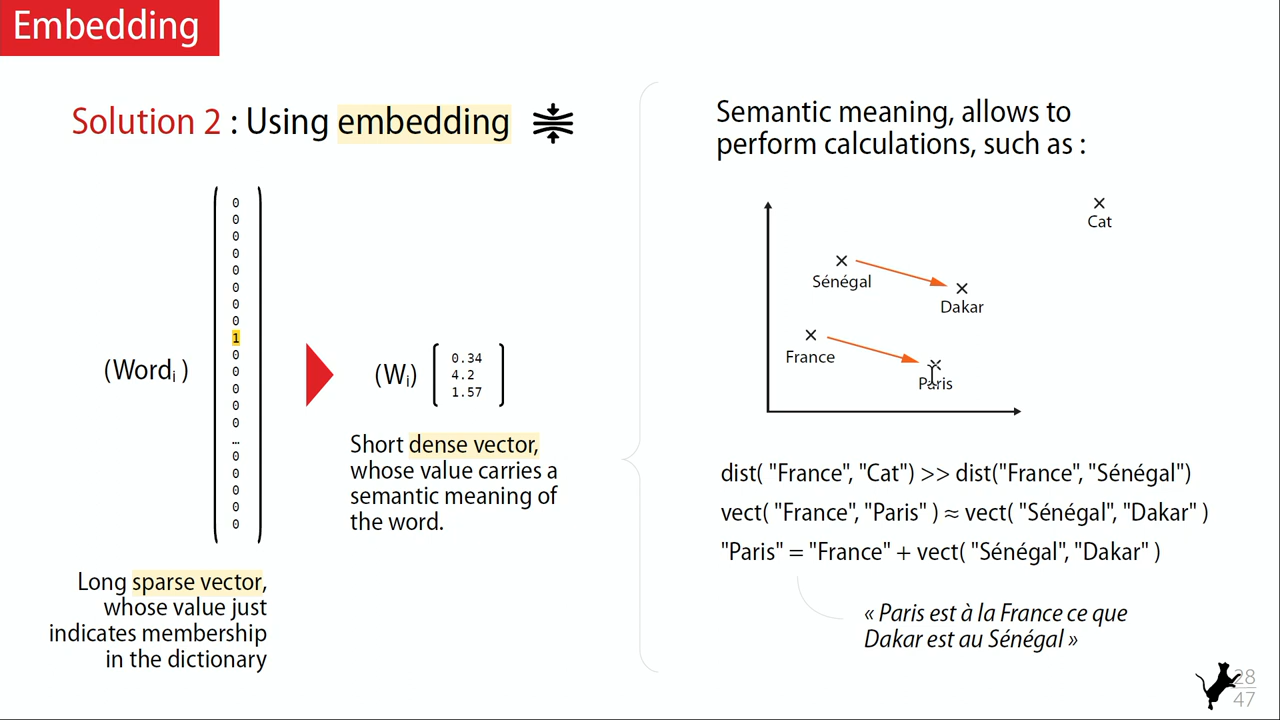 Embedding
Solution 2 : Using embedding
(Wordi )
0
0
0
0
0
0
0
0
1
0
0
0
0
0
…
0
0
0
0
0
(Wi)
0.34
4.2
1.57
Short dense vector,
whose value carries a
semantic meaning of
the word.
Long sparse vector,
whose value just
indicates membership
in the dictionary
Semantic meaning, allows to
perform calculations, such as :
Cat
Sénégal
Dakar
France
Paris
dist( "France", "Cat") >> dist("France", "Sénégal")
vect( "France", "Paris" ) ≈ vect( "Sénégal", "Dakar" )
"Paris" = "France" + vect( "Sénégal", "Dakar" )
« Paris est à la France ce que
Dakar est au Sénégal »
28
47